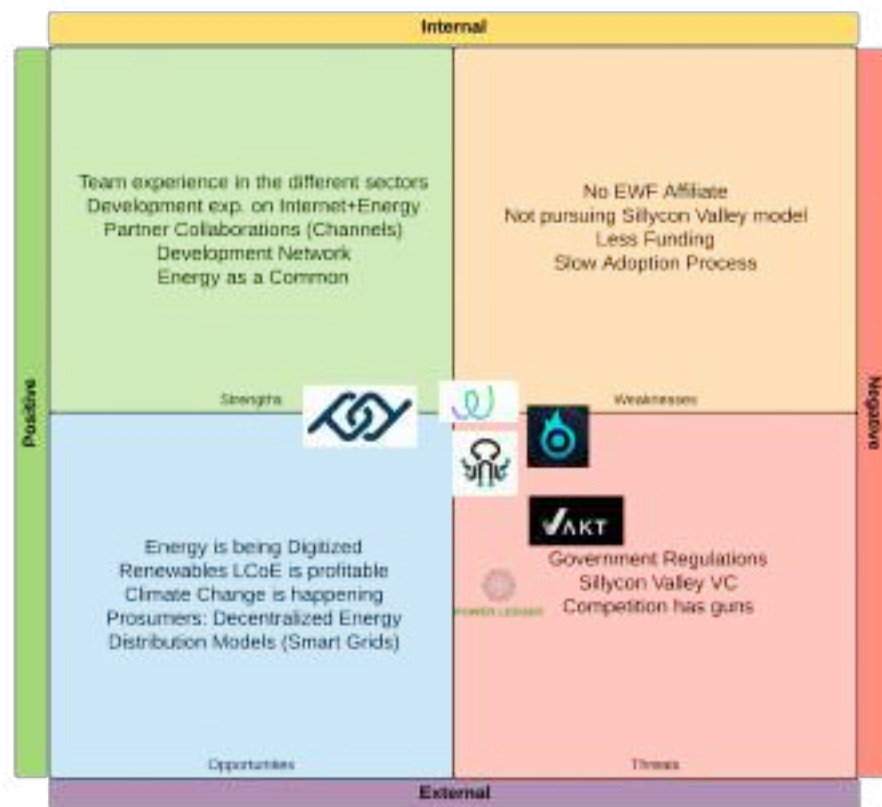 Internal
Positive
Negative
Team experience in the different sectors
Development exp. on Internet+Energy
Partner Collaborations (Channels)
Development Network
Energy as a Common
Strengths
No EWF Affiliate
Not pursuing Sillycon Valley model
Less Funding
Slow Adoption Process
Weaknesses
Energy is being Digitized
Renewables LCoE is profitable
Climate Change is happening
Prosumers: Decentralized Energy
Distribution Models (Smart Grids)
Opportunities
VAKT
Government Regulations
Sillycon Valley VC
Competition has guns
POWER LEDGER
Threats
External